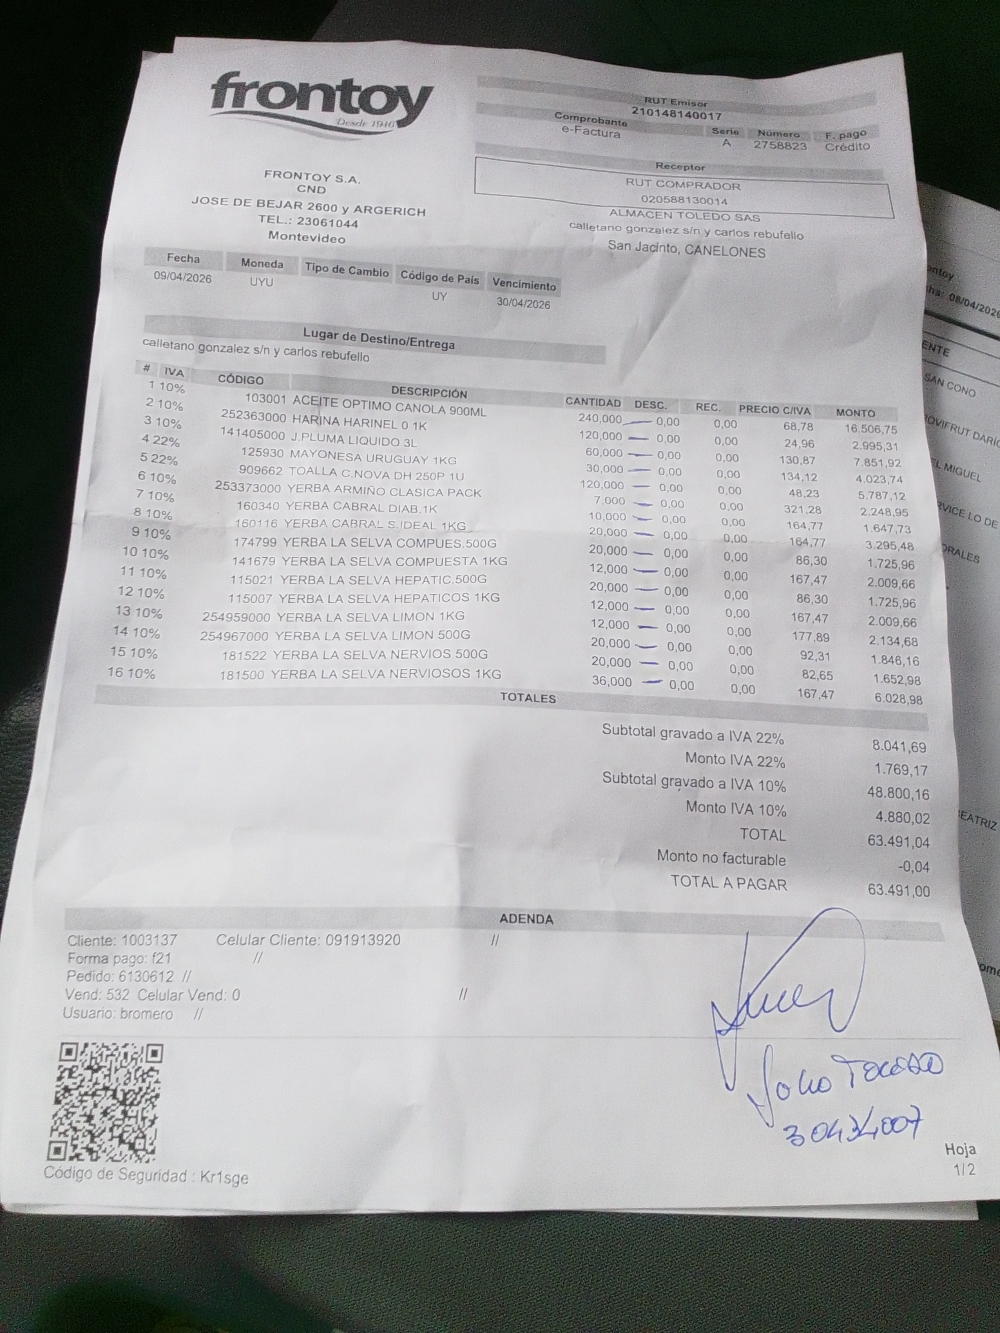 frontoy
Desde 1940
FRONTOY S.A.
CND
JOSE DE BEJAR 2600 y ARGERICH
TEL.: 23061044
Montevideo
RUT Emisor
210148140017
Comprobante Serie Número F. pago
e-Factura A 2758823 Crédito
Receptor
RUT COMPRADOR
020588130014
ALMACEN TOLEDO SAS
calletano gonzalez s/n y carlos rebufello
San Jacinto, CANELONES
Fecha Moneda Tipo de Cambio Código de País Vencimiento
09/04/2026 UYU UY 30/04/2026
Lugar de Destino/Entrega
calletano gonzalez s/n y carlos rebufello
# IVA CÓDIGO DESCRIPCIÓN CANTIDAD DESC. REC. PRECIO C/IVA MONTO
1 10% 103001 ACEITE OPTIMO CANOLA 900ML 240,000 0,00 0,00 68,78 16.506,75
2 10% 252363000 HARINA HARINEL 0 1K 120,000 0,00 0,00 24,96 2.995,31
3 10% 141405000 J.PLUMA LIQUIDO 3L 60,000 0,00 0,00 130,87 7.851,92
4 22% 125930 MAYONESA URUGUAY 1KG 30,000 0,00 0,00 134,12 4.023,74
5 22% 909662 TOALLA C.NOVA DH 250P 1U 120,000 0,00 0,00 48,23 5.787,12
6 10% 253373000 YERBA ARMIÑO CLASICA PACK 7,000 0,00 0,00 321,28 2.248,95
7 10% 160340 YERBA CABRAL DIAB.1K 10,000 0,00 0,00 164,77 1.647,73
8 10% 160116 YERBA CABRAL S.IDEAL 1KG 20,000 0,00 0,00 164,77 3.295,48
9 10% 174799 YERBA LA SELVA COMPUES.500G 20,000 0,00 0,00 86,30 1.725,96
10 10% 141679 YERBA LA SELVA COMPUESTA 1KG 12,000 0,00 0,00 167,47 2.009,66
11 10% 115021 YERBA LA SELVA HEPATIC.500G 20,000 0,00 0,00 86,30 1.725,96
12 10% 115007 YERBA LA SELVA HEPATICOS 1KG 12,000 0,00 0,00 167,47 2.009,66
13 10% 254959000 YERBA LA SELVA LIMON 1KG 12,000 0,00 0,00 177,89 2.134,68
14 10% 254967000 YERBA LA SELVA LIMON 500G 20,000 0,00 0,00 92,31 1.846,16
15 10% 181522 YERBA LA SELVA NERVIOS 500G 20,000 0,00 0,00 82,65 1.652,98
16 10% 181500 YERBA LA SELVA NERVIOSOS 1KG 36,000 0,00 0,00 167,47 6.028,98
TOTALES
Subtotal gravado a IVA 22% 8.041,69
Monto IVA 22% 1.769,17
Subtotal gravado a IVA 10% 48.800,16
Monto IVA 10% 4.880,02
TOTAL 63.491,04
Monto no facturable -0,04
TOTAL A PAGAR 63.491,00
ADENDA
Cliente: 1003137 Celular Cliente: 091913920 //
Forma pago: f21 //
Pedido: 6130612 //
Vend: 532 Celular Vend: 0 //
Usuario: bromero //
Código de Seguridad : Kr1sge
Hoja
1/2
08/04/2026
SAN CONO
EL MIGUEL